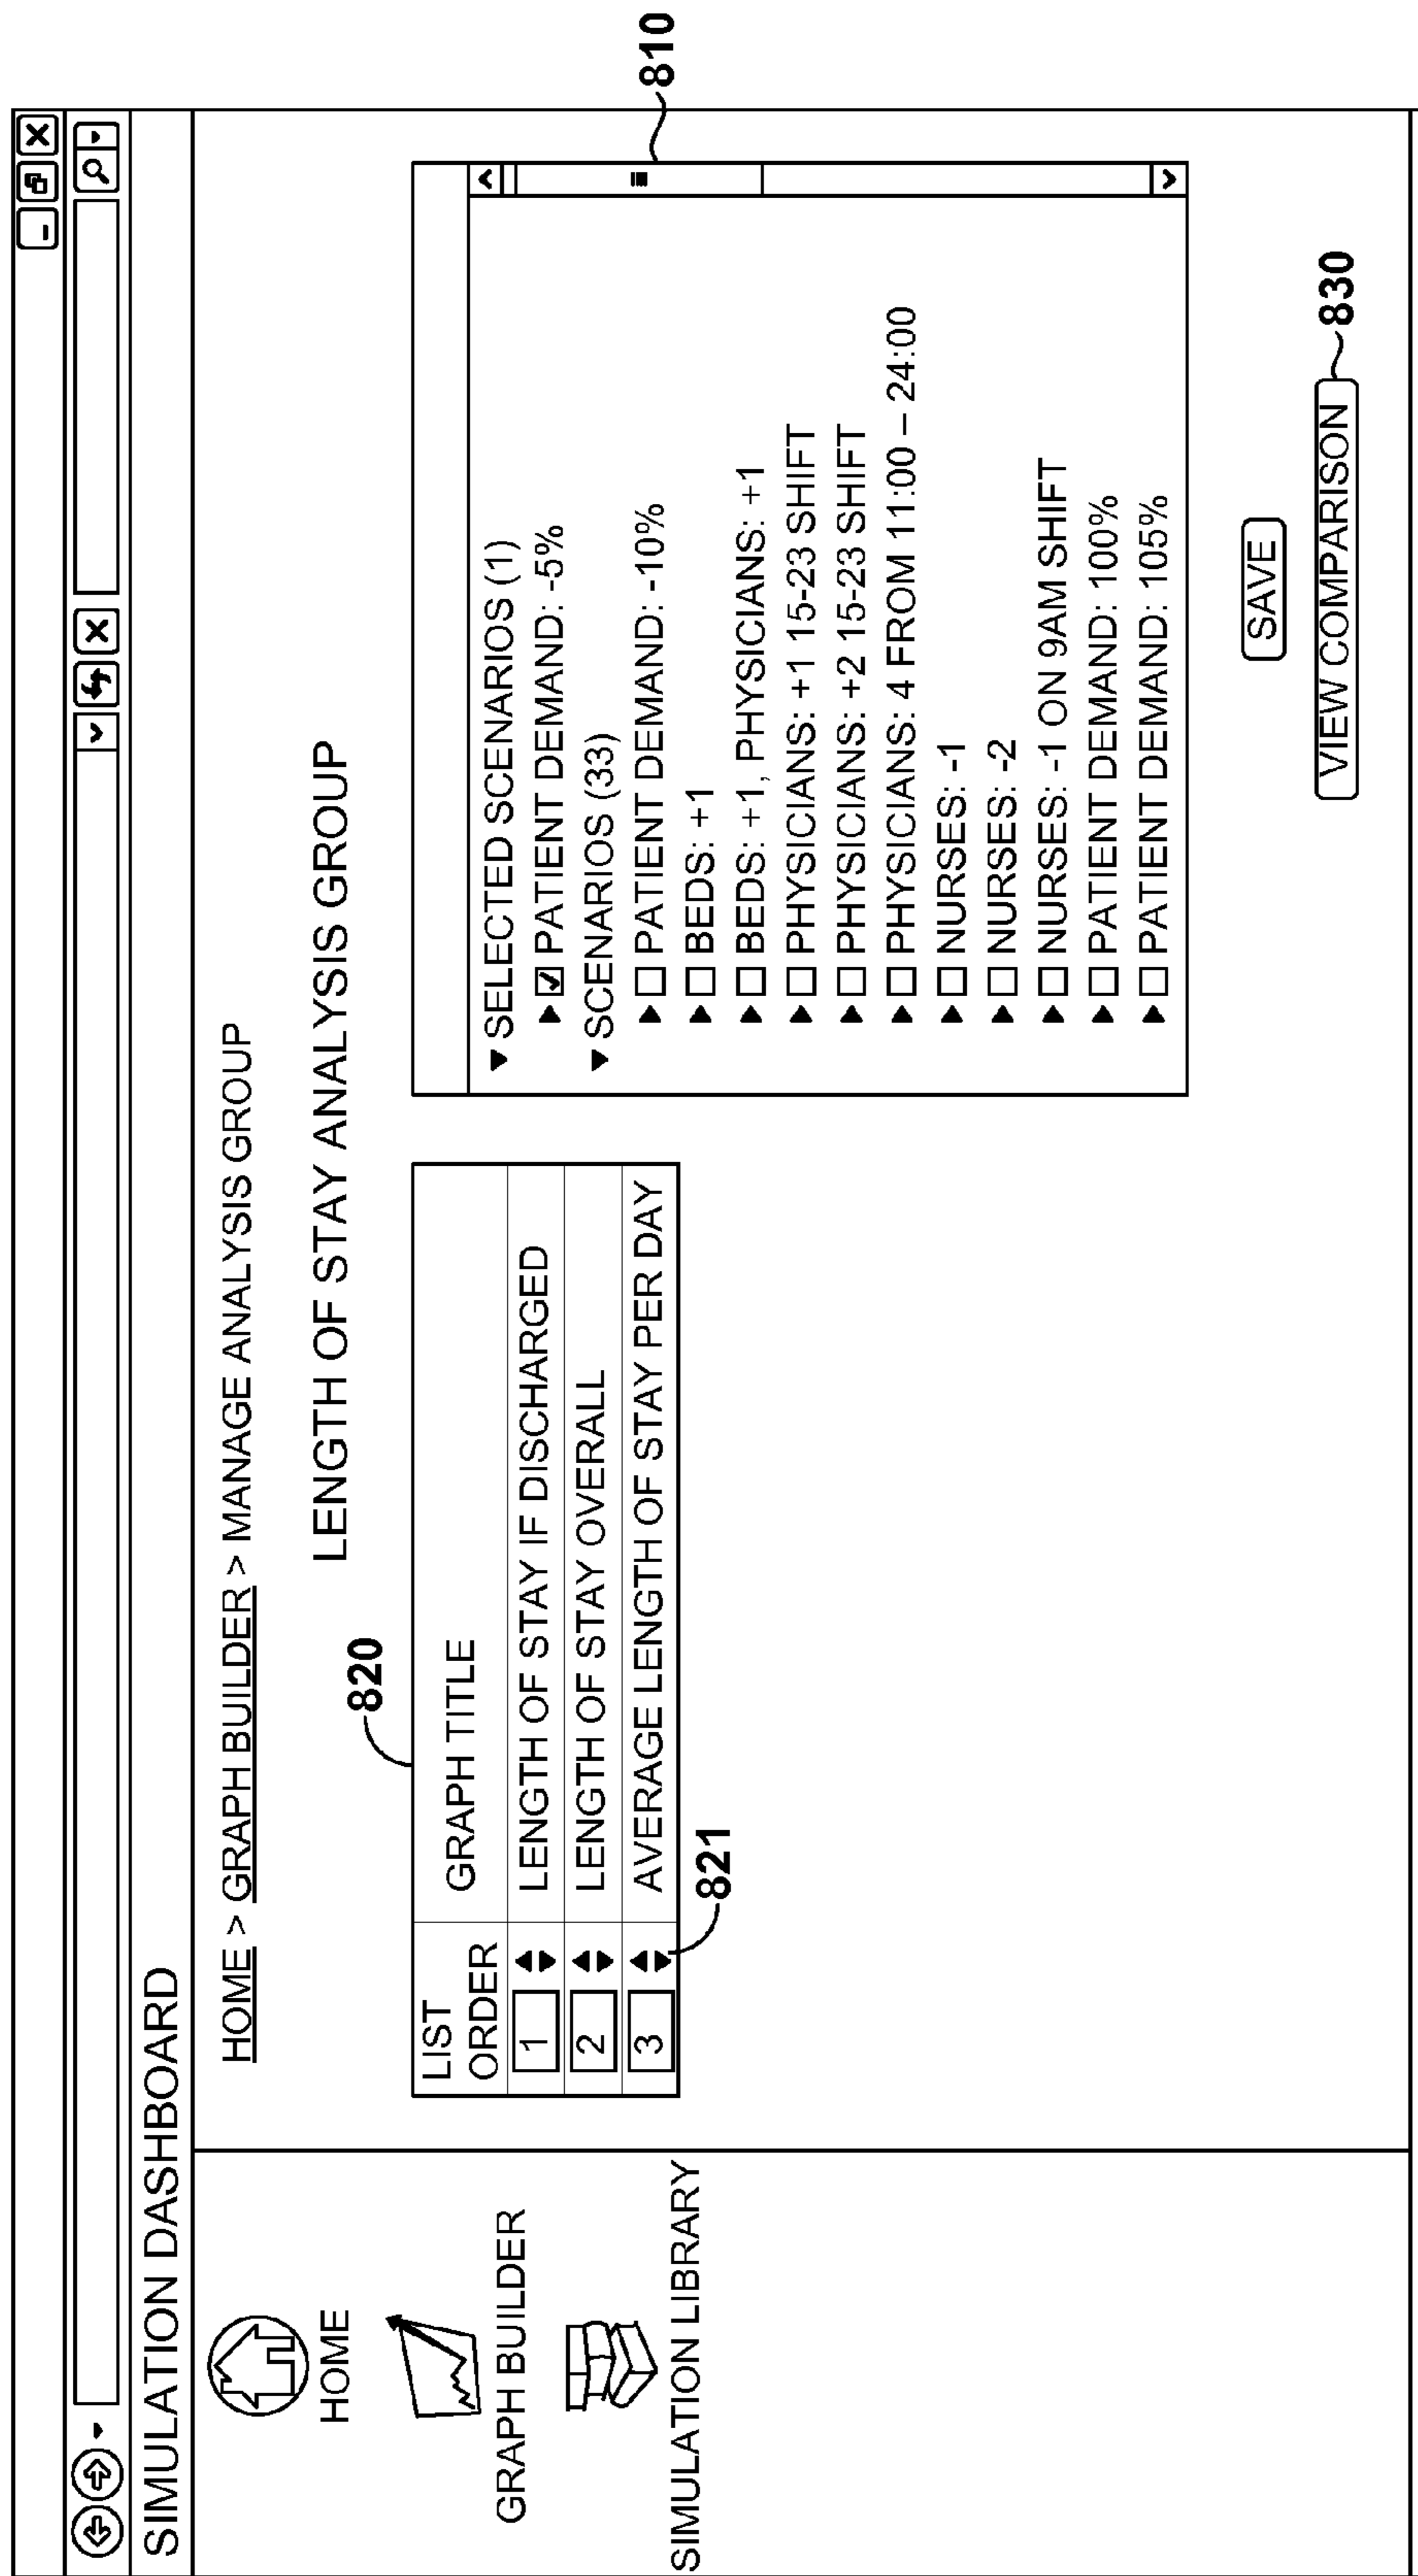 SIMULATION DASHBOARD
HOME
GRAPH BUILDER
SIMULATION LIBRARY
HOME > GRAPH BUILDER > MANAGE ANALYSIS GROUP
LENGTH OF STAY ANALYSIS GROUP
820
LIST ORDER
GRAPH TITLE
1 LENGTH OF STAY IF DISCHARGED
2 LENGTH OF STAY OVERALL
3 AVERAGE LENGTH OF STAY PER DAY
821
810
SELECTED SCENARIOS (1)
PATIENT DEMAND: -5%
SCENARIOS (33)
PATIENT DEMAND: -10%
BEDS: +1
BEDS: +1, PHYSICIANS: +1
PHYSICIANS: +1 15-23 SHIFT
PHYSICIANS: +2 15-23 SHIFT
PHYSICIANS: 4 FROM 11:00 – 24:00
NURSES: -1
NURSES: -2
NURSES: -1 ON 9AM SHIFT
PATIENT DEMAND: 100%
PATIENT DEMAND: 105%
SAVE
VIEW COMPARISON
830